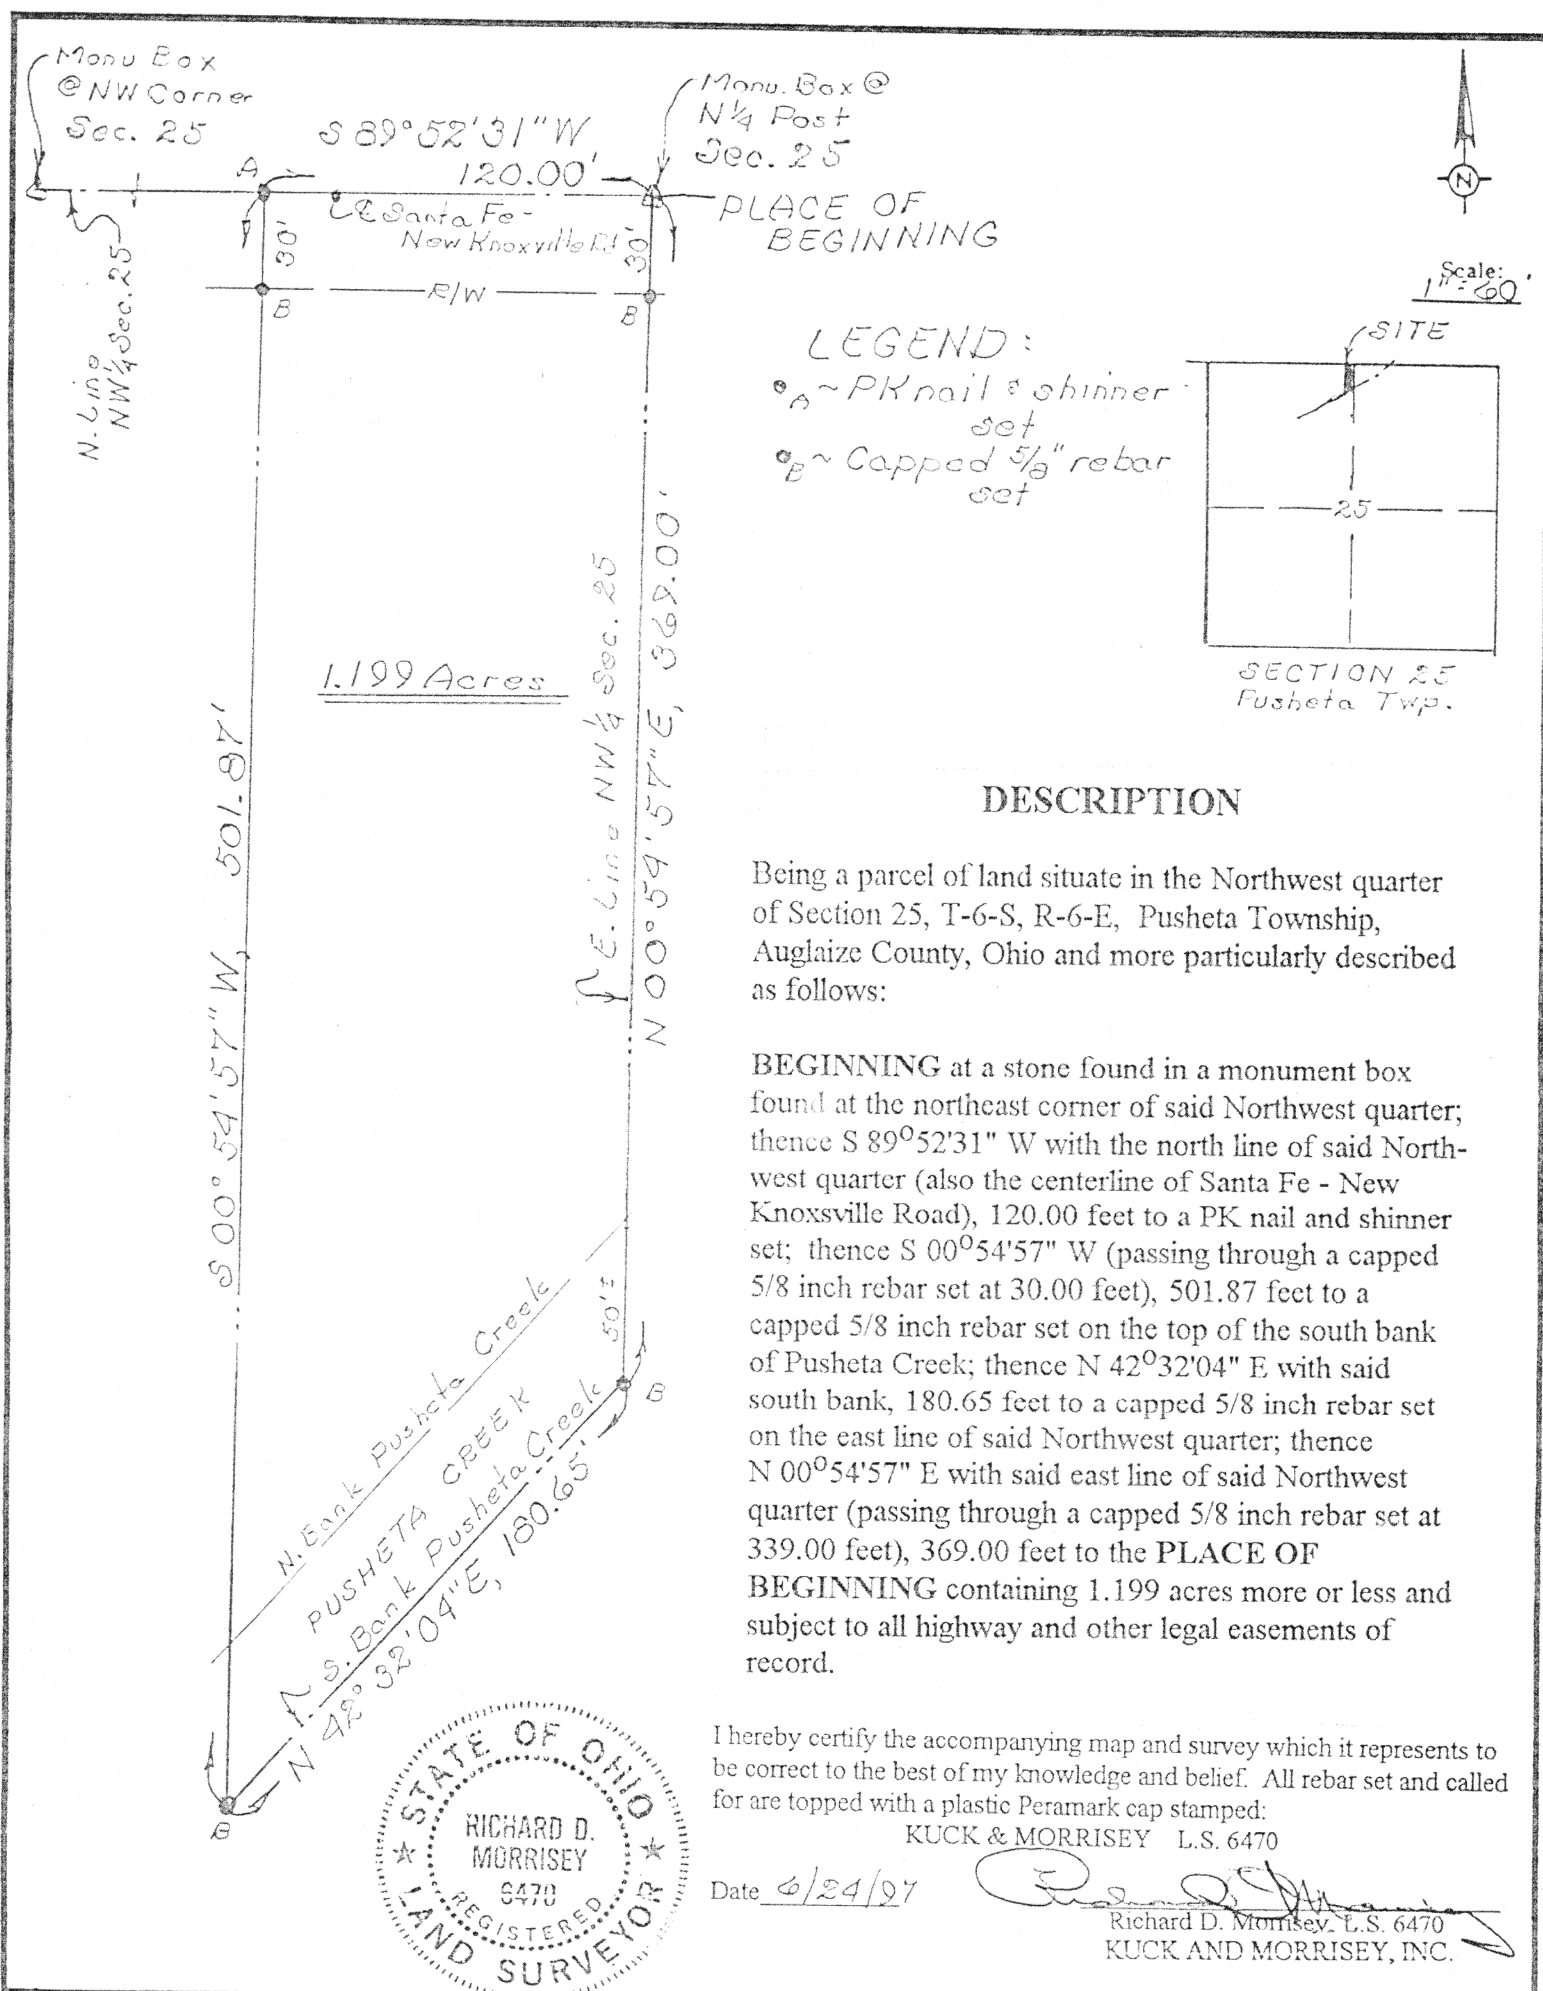 Monu Box
@ NW Corner
Sec. 25
S 89°52'31" W,
120.00'
Monu. Box @
N¼ Post
Sec. 25
PLACE OF
BEGINNING
A
℄ Santa Fe -
New Knoxville Rd
30'
30'
B
R/W
B
N. Line
NW¼ Sec. 25
N
Scale:
1"=60'
LEGEND:
A ~ PK nail & shinner
set
B ~ Capped 5/8" rebar
set
SITE
25
SECTION 25
Pusheta Twp.
1.199 Acres
S 00°54'57" W, 501.87'
E. Line NW¼ Sec. 25
N 00°54'57" E, 369.00'
50'±
B
N. Bank Pusheta Creek
PUSHETA CREEK
S. Bank Pusheta Creek
N 42°32'04" E, 180.65'
B
DESCRIPTION
Being a parcel of land situate in the Northwest quarter
of Section 25, T-6-S, R-6-E, Pusheta Township,
Auglaize County, Ohio and more particularly described
as follows:
BEGINNING at a stone found in a monument box
found at the northeast corner of said Northwest quarter;
thence S 89°52'31" W with the north line of said North-
west quarter (also the centerline of Santa Fe - New
Knoxsville Road), 120.00 feet to a PK nail and shinner
set; thence S 00°54'57" W (passing through a capped
5/8 inch rebar set at 30.00 feet), 501.87 feet to a
capped 5/8 inch rebar set on the top of the south bank
of Pusheta Creek; thence N 42°32'04" E with said
south bank, 180.65 feet to a capped 5/8 inch rebar set
on the east line of said Northwest quarter; thence
N 00°54'57" E with said east line of said Northwest
quarter (passing through a capped 5/8 inch rebar set at
339.00 feet), 369.00 feet to the PLACE OF
BEGINNING containing 1.199 acres more or less and
subject to all highway and other legal easements of
record.
I hereby certify the accompanying map and survey which it represents to
be correct to the best of my knowledge and belief. All rebar set and called
for are topped with a plastic Peramark cap stamped:
KUCK & MORRISEY L.S. 6470
Date 6/24/97
Richard D. Morrisey, L.S. 6470
KUCK AND MORRISEY, INC.
STATE OF OHIO
RICHARD D.
MORRISEY
6470
REGISTERED
LAND SURVEYOR